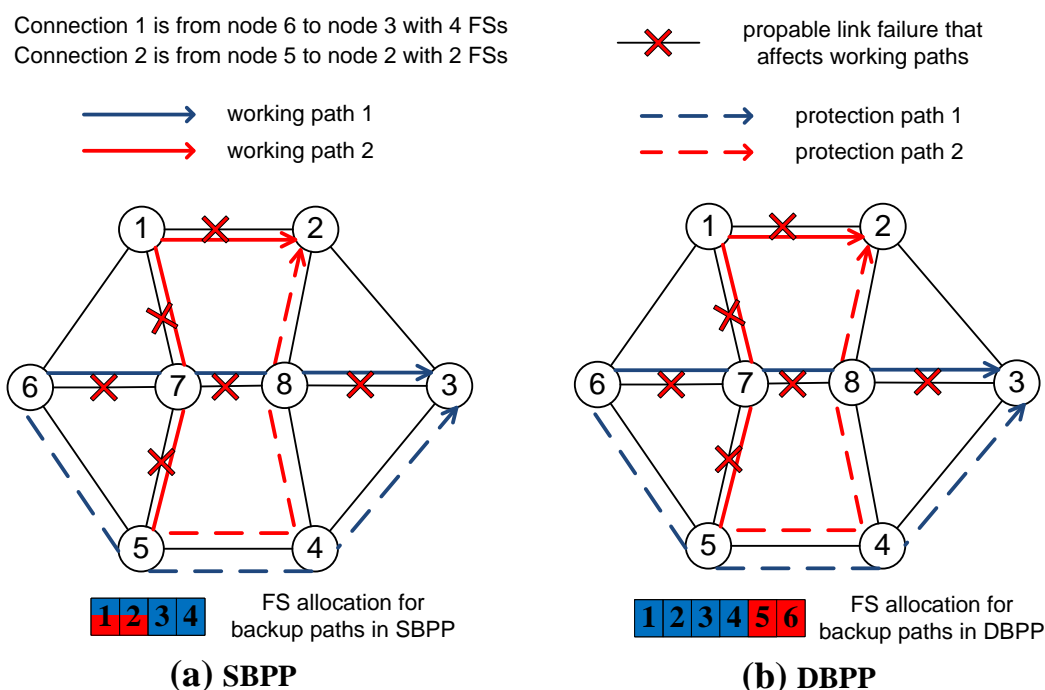 Connection 1 is from node 6 to node 3 with 4 FSs
Connection 2 is from node 5 to node 2 with 2 FSs
propable link failure that
affects working paths
working path 1
working path 2
protection path 1
protection path 2
1 2
6 7 8 3
5 4
1 2
6 7 8 3
5 4
1 2 3 4
FS allocation for
backup paths in SBPP
1 2 3 4 5 6
FS allocation for
backup paths in DBPP
(a) SBPP
(b) DBPP